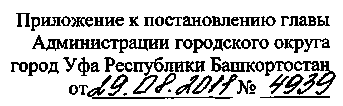 Приложение к постановлению главы
Администрации городского округа
город Уфа Республики Башкортостан
от 29.08.2011 № 4939